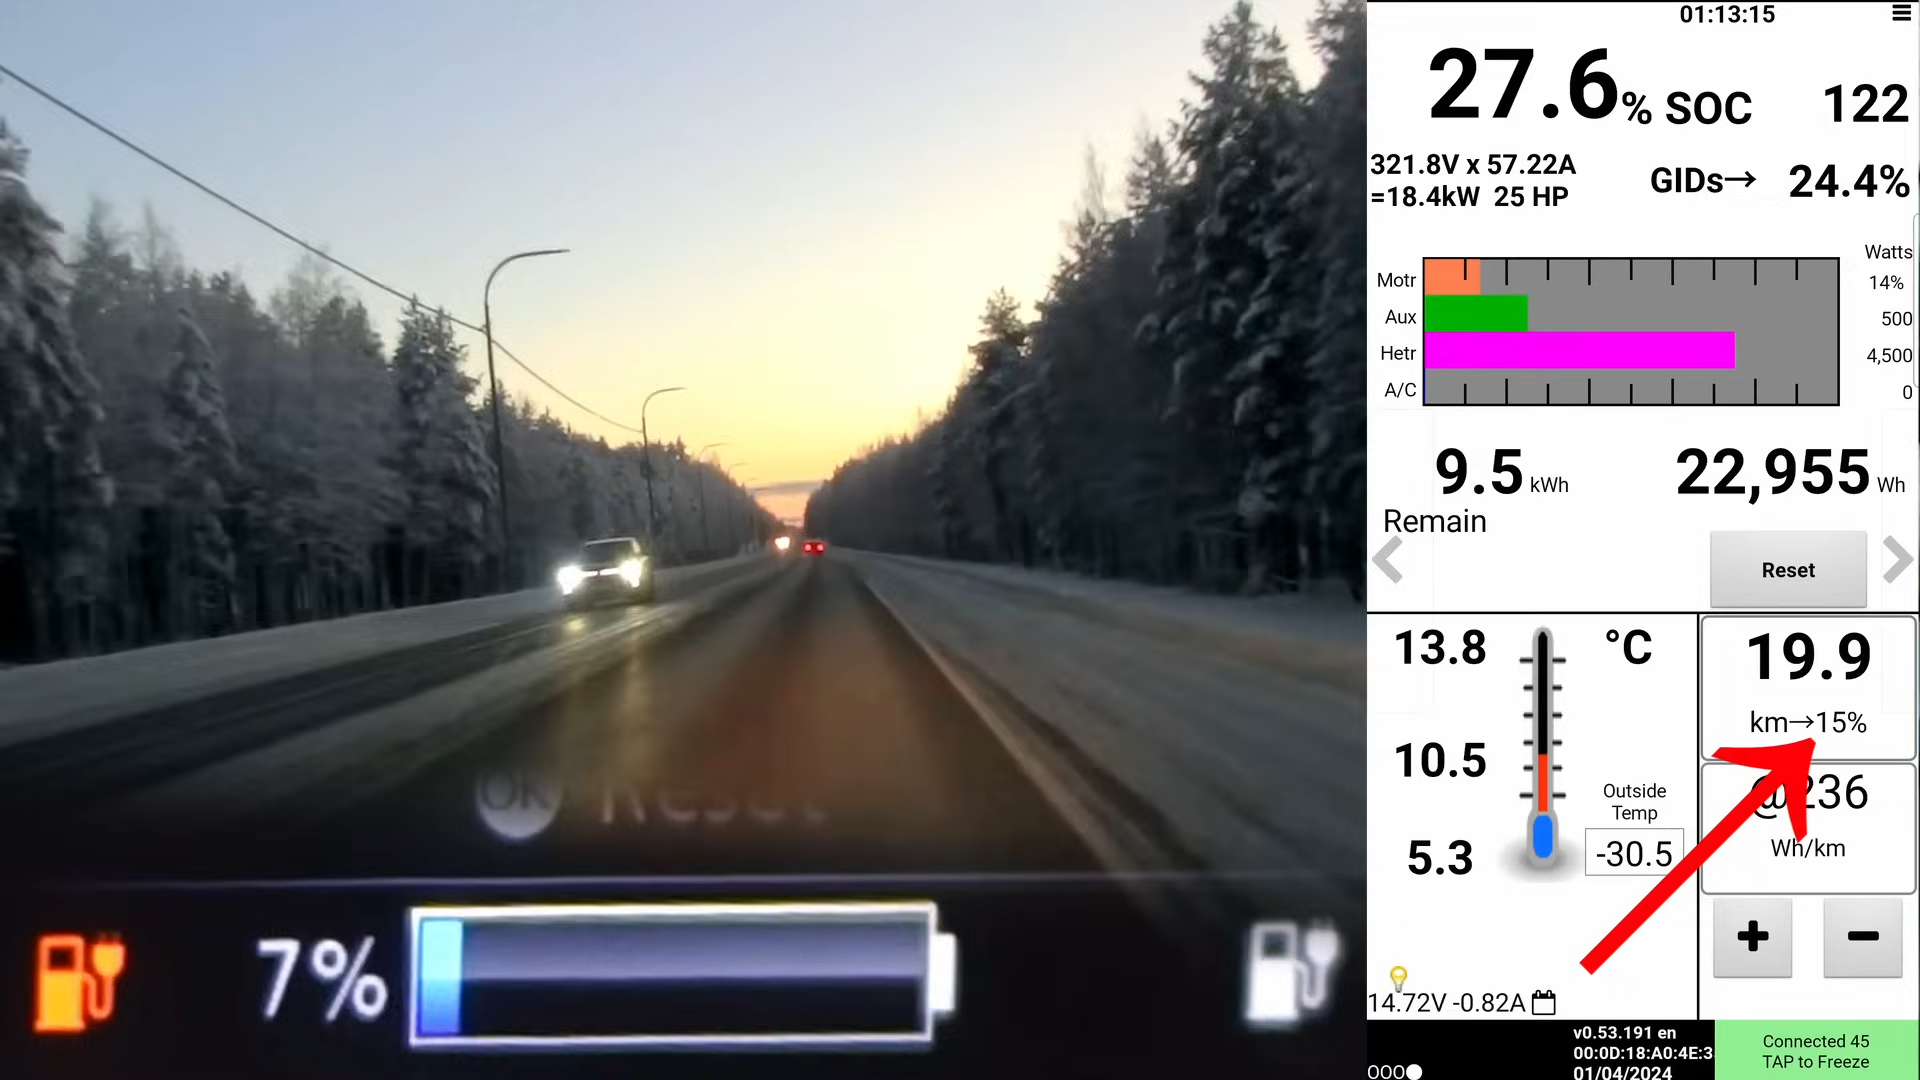 01:13:15
27.6% SOC 122
321.8V x 57.22A
=18.4kW 25 HP
GIDs→ 24.4%
Watts
Motr 14%
Aux 500
Hetr 4,500
A/C 0
9.5 kWh 22,955 Wh
Remain
Reset
13.8 °C
10.5
5.3
Outside
Temp
-30.5
19.9
km→15%
@236
Wh/km
+ −
14.72V -0.82A
v0.53.191 en
00:0D:18:A0:4E:3
01/04/2024
Connected 45
TAP to Freeze
OK Reset
7%